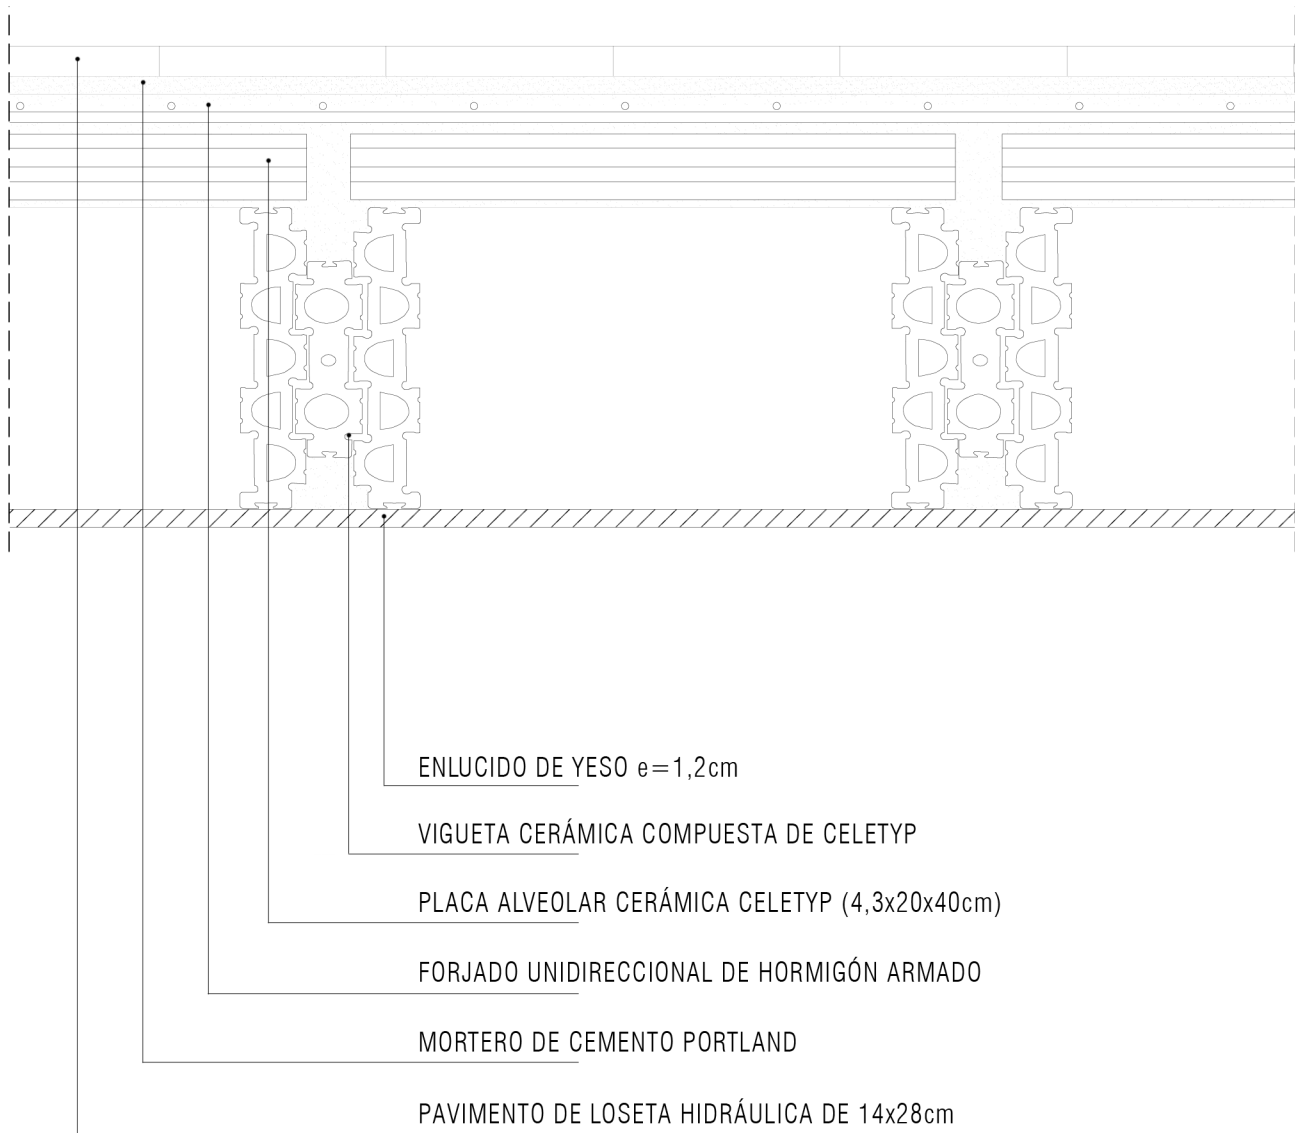 ENLUCIDO DE YESO e=1,2cm
VIGUETA CERÁMICA COMPUESTA DE CELETYP
PLACA ALVEOLAR CERÁMICA CELETYP (4,3x20x40cm)
FORJADO UNIDIRECCIONAL DE HORMIGÓN ARMADO
MORTERO DE CEMENTO PORTLAND
PAVIMENTO DE LOSETA HIDRÁULICA DE 14x28cm